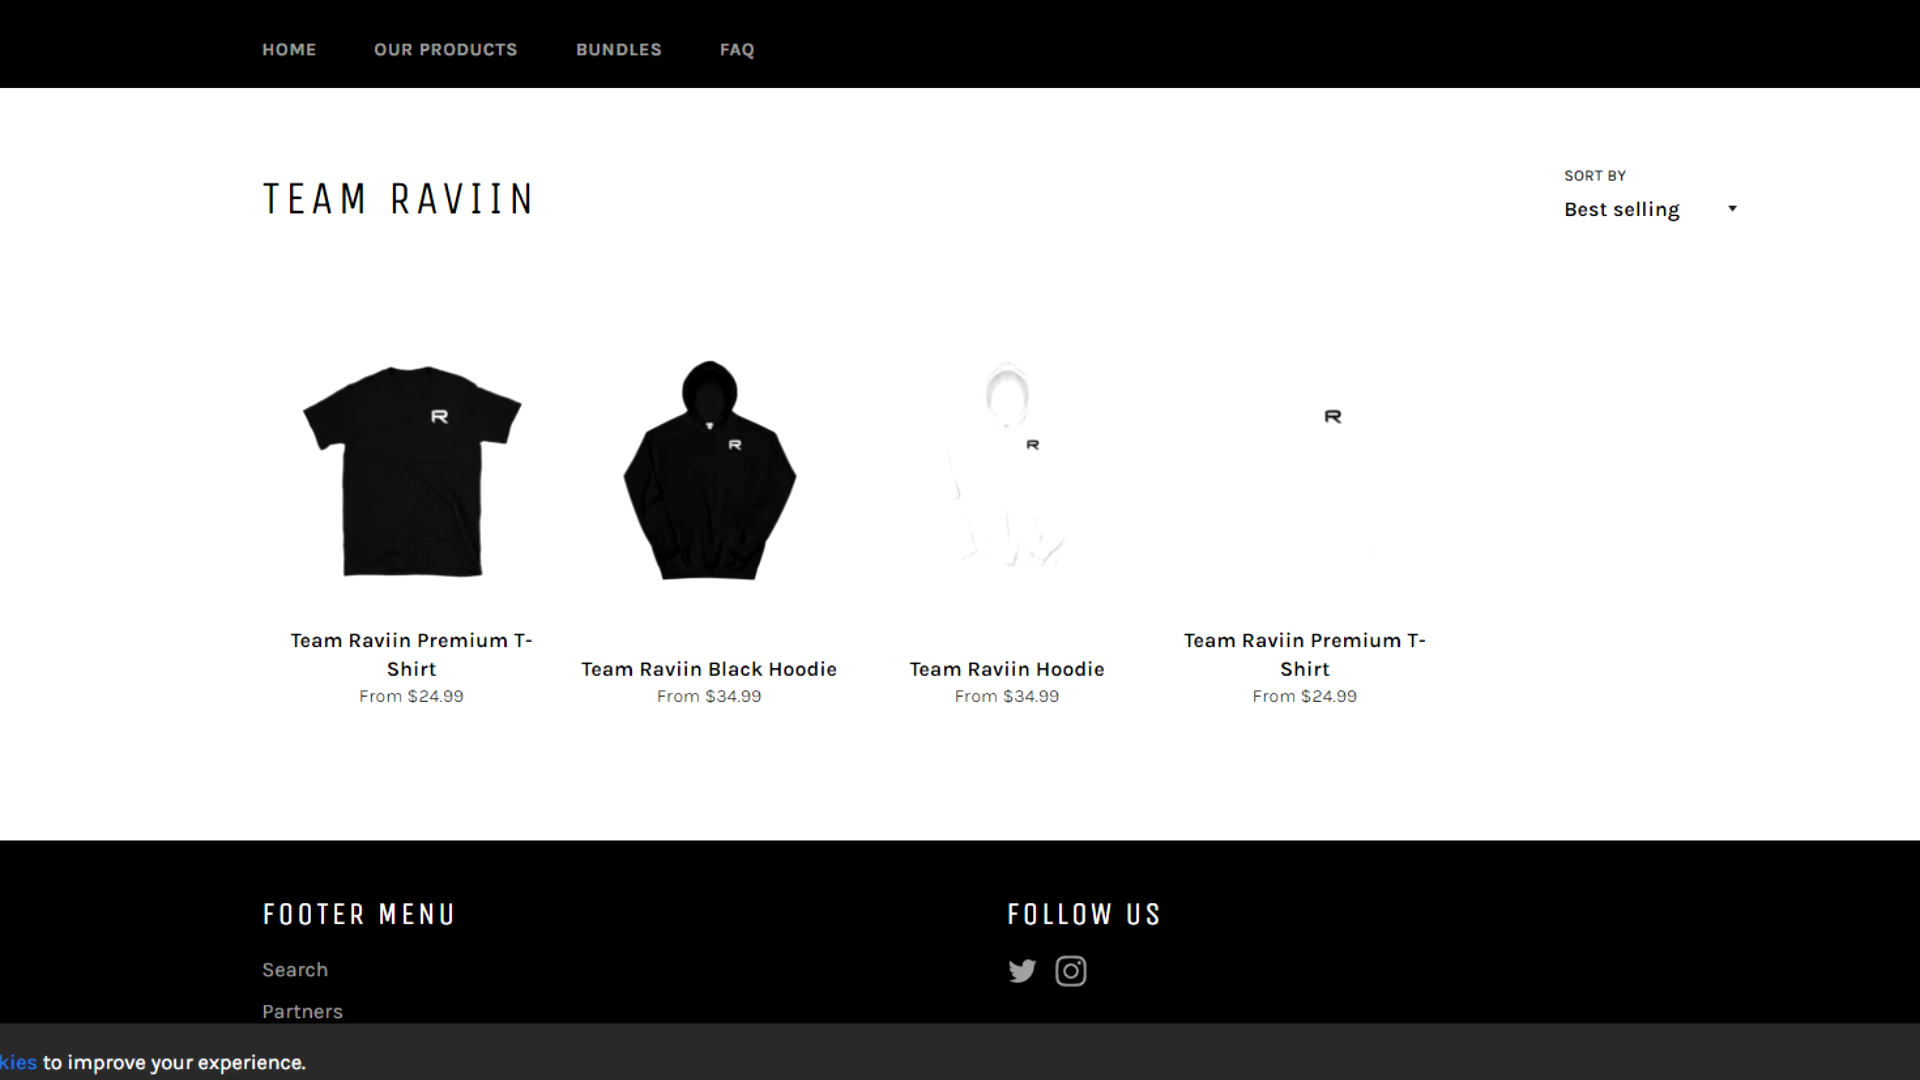 HOME OUR PRODUCTS BUNDLES FAQ
TEAM RAVIIN
SORT BY
Best selling
R
R
R
R
Team Raviin Premium T-
Shirt
From $24.99
Team Raviin Black Hoodie
From $34.99
Team Raviin Hoodie
From $34.99
Team Raviin Premium T-
Shirt
From $24.99
FOOTER MENU
Search
Partners
FOLLOW US
kies to improve your experience.